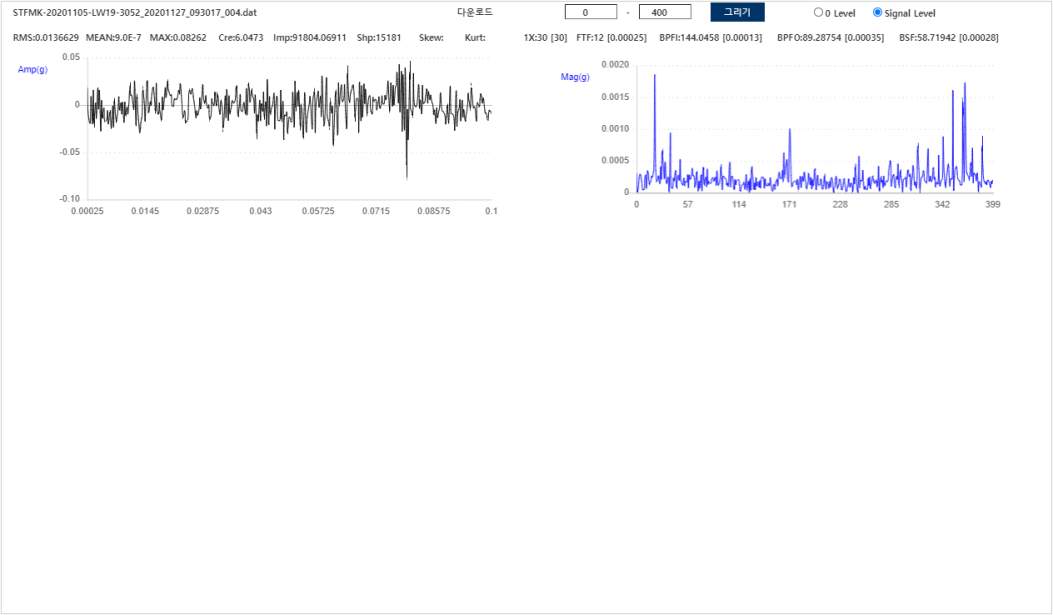 STFMK-20201105-LW19-3052_20201127_093017_004.dat 다운로드 0 - 400 그리기 0 Level Signal Level
RMS:0.0136629 MEAN:9.0E-7 MAX:0.08262 Cre:6.0473 Imp:91804.06911 Shp:15181 Skew: Kurt: 1X:30 [30] FTF:12 [0.00025] BPFI:144.0458 [0.00013] BPFO:89.28754 [0.00035] BSF:58.71942 [0.00028]
Amp(g)
0.05
0
-0.05
-0.10
0.00025 0.0145 0.02875 0.043 0.05725 0.0715 0.08575 0.1
Mag(g)
0.0020
0.0015
0.0010
0.0005
0
0 57 114 171 228 285 342 399